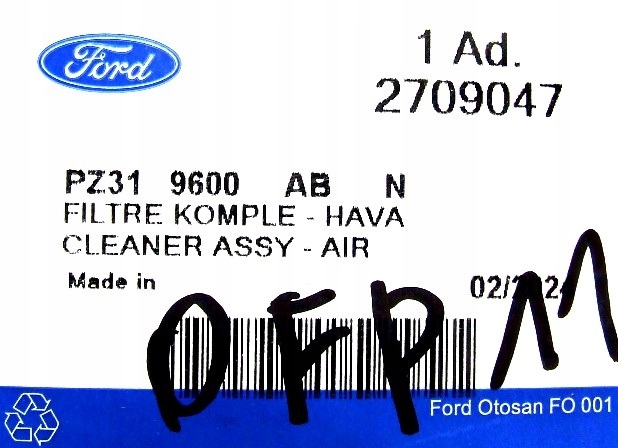 Ford
1 Ad.
2709047
PZ31 9600 AB N
FILTRE KOMPLE - HAVA
CLEANER ASSY - AIR
Made in
OFP M
Ford Otosan FO 001